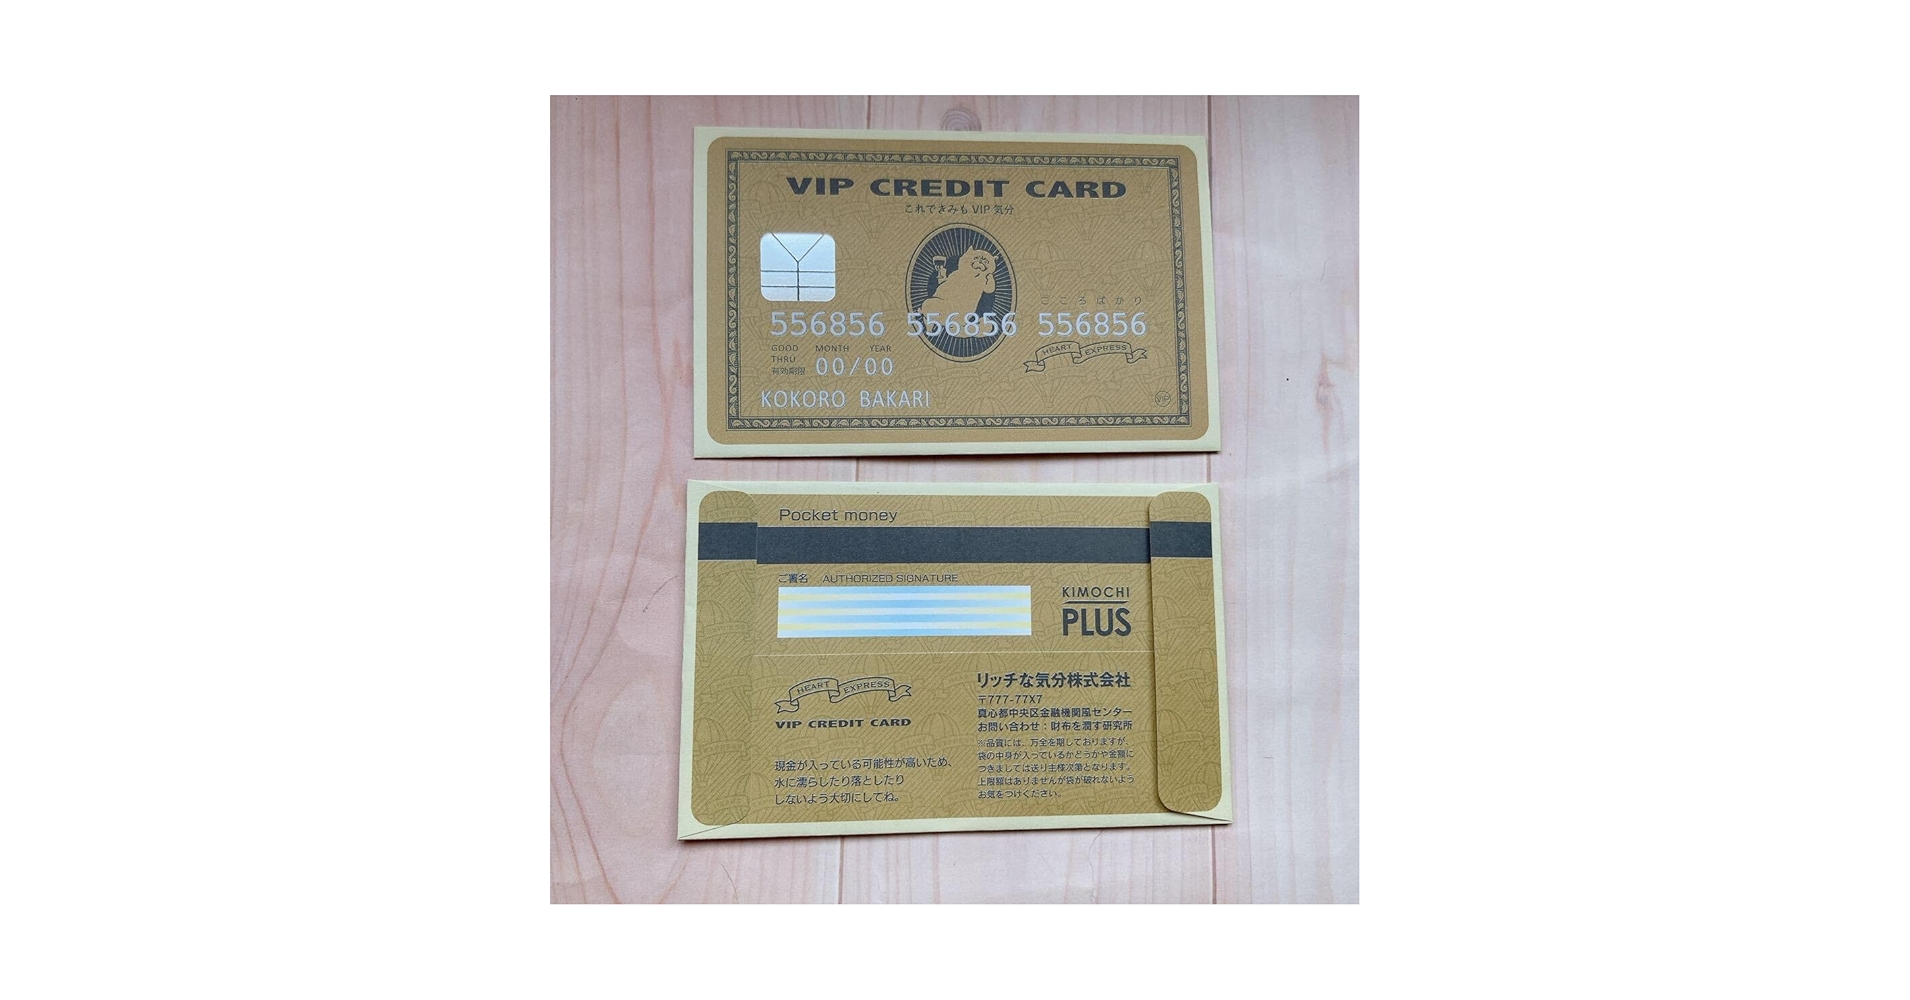 VIP CREDIT CARD
これできみもVIP気分
こころばかり
556856 556856 556856
GOOD THRU MONTH YEAR
有効期限 00/00
HEART EXPRESS
KOKORO BAKARI
VIP
Pocket money
ご署名 AUTHORIZED SIGNATURE
KIMOCHI
PLUS
HEART EXPRESS
VIP CREDIT CARD
現金が入っている可能性が高いため、
水に濡らしたり落としたり
しないよう大切にしてね。
リッチな気分株式会社
〒777-77X7
真心都中央区金融機関風センター
お問い合わせ：財布を潤す研究所
※品質には、万全を期しておりますが、
袋の中身が入っているかどうかや金額に
つきましては送り主様次第となります。
上限額はありませんが袋が破れないよう
お気をつけください。